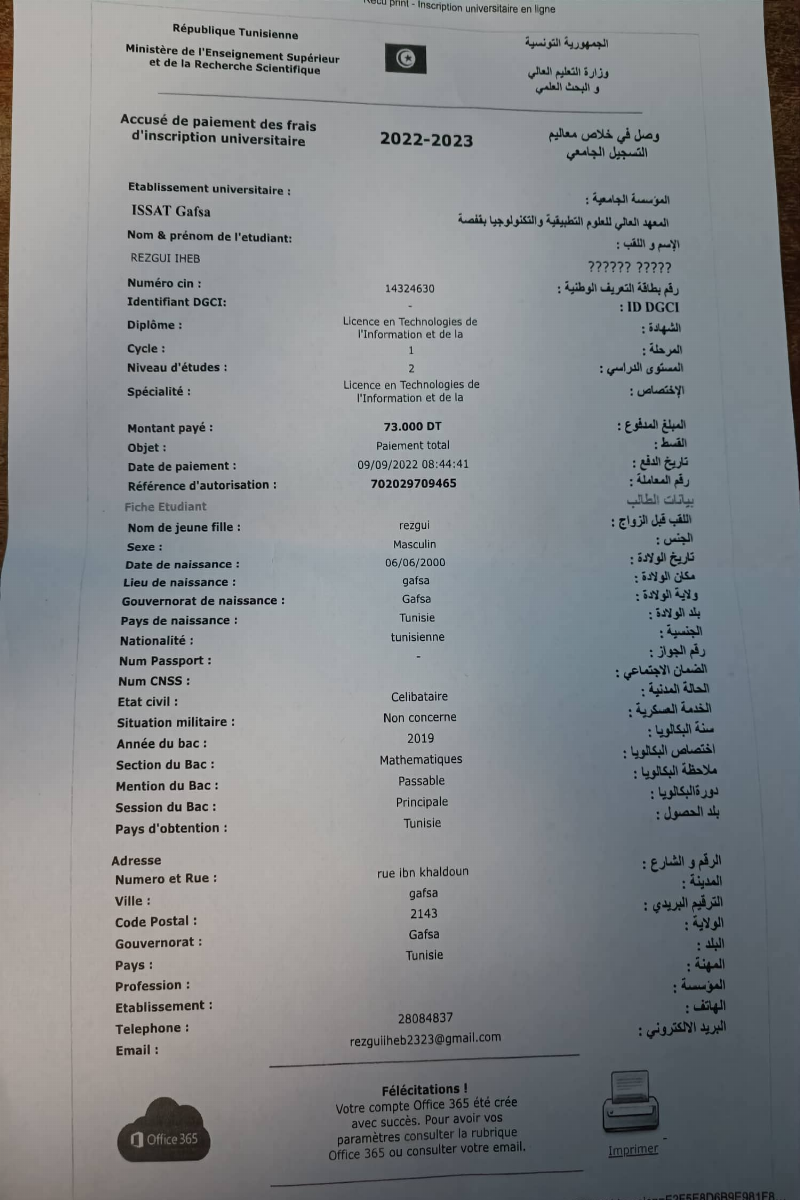 Reçu print - Inscription universitaire en ligne
République Tunisienne
Ministère de l'Enseignement Supérieur
et de la Recherche Scientifique
الجمهورية التونسية
وزارة التعليم العالي
و البحث العلمي
Accusé de paiement des frais
d'inscription universitaire
2022-2023
وصل في خلاص معاليم
التسجيل الجامعي
Etablissement universitaire :
المؤسسة الجامعية :
ISSAT Gafsa
المعهد العالي للعلوم التطبيقية والتكنولوجيا بقفصة
Nom & prénom de l'etudiant:
الإسم و اللقب :
REZGUI IHEB
?????? ?????
Numéro cin : 14324630 رقم بطاقة التعريف الوطنية :
Identifiant DGCI: - ID DGCI :
Diplôme : Licence en Technologies de الشهادة :
l'Information et de la
Cycle : 1 المرحلة :
Niveau d'études : 2 المستوى الدراسي :
Spécialité : Licence en Technologies de الإختصاص :
l'Information et de la
Montant payé : 73.000 DT المبلغ المدفوع :
Objet : Paiement total القسط :
Date de paiement : 09/09/2022 08:44:41 تاريخ الدفع :
Référence d'autorisation : 702029709465 رقم المعاملة :
Fiche Etudiant بيانات الطالب
Nom de jeune fille : rezgui اللقب قبل الزواج :
Sexe : Masculin الجنس :
Date de naissance : 06/06/2000 تاريخ الولادة :
Lieu de naissance : gafsa مكان الولادة :
Gouvernorat de naissance : Gafsa ولاية الولادة :
Pays de naissance : Tunisie بلد الولادة :
Nationalité : tunisienne الجنسية :
Num Passport : - رقم الجواز :
Num CNSS : الضمان الاجتماعي :
Etat civil : Celibataire الحالة المدنية :
Situation militaire : Non concerne الخدمة العسكرية :
Année du bac : 2019 سنة البكالويا :
Section du Bac : Mathematiques اختصاص البكالويا :
Mention du Bac : Passable ملاحظة البكالويا :
Session du Bac : Principale دورةالبكالويا :
Pays d'obtention : Tunisie بلد الحصول :
Adresse
Numero et Rue : rue ibn khaldoun الرقم و الشارع :
Ville : gafsa المدينة :
Code Postal : 2143 الترقيم البريدي :
Gouvernorat : Gafsa الولاية :
Pays : Tunisie البلد :
Profession : المهنة :
Etablissement : المؤسسة :
Telephone : 28084837 الهاتف :
Email : rezguiiheb2323@gmail.com البريد الالكتروني :
Félécitations !
Votre compte Office 365 été crée
avec succès. Pour avoir vos
paramètres consulter la rubrique
Office 365 ou consulter votre email.
Office 365
Imprimer